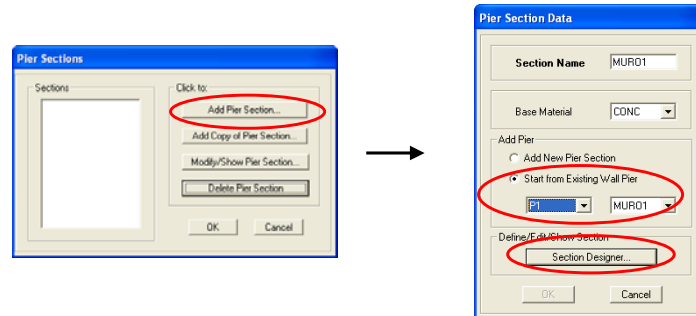 Pier Sections
Sections
Click to:
Add Pier Section...
Add Copy of Pier Section...
Modify/Show Pier Section...
Delete Pier Section
OK Cancel
Pier Section Data
Section Name MURO1
Base Material CONC
Add Pier
Add New Pier Section
Start from Existing Wall Pier
P1 MURO1
Define/Edit/Show Section
Section Designer...
OK Cancel